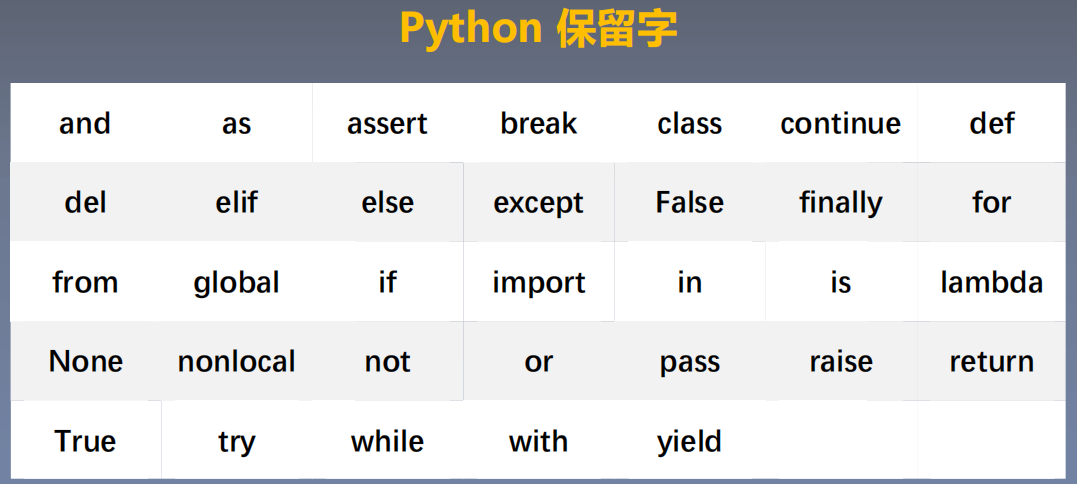 Python 保留字
and as assert break class continue def
del elif else except False finally for
from global if import in is lambda
None nonlocal not or pass raise return
True try while with yield